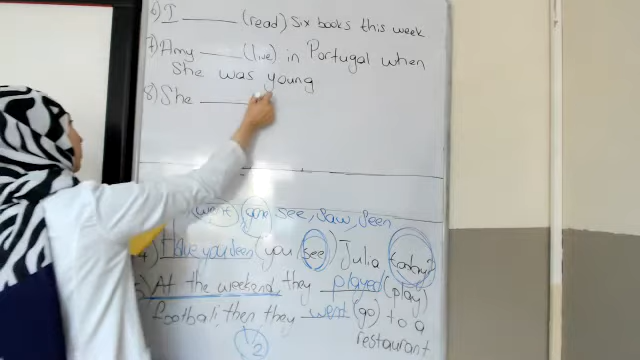 6) I ______ (read) Six books this week
7) Amy ____ (live) in Portugal when
She was young
8) She ______
went, gone, see, saw, seen
4) Have you seen (you see) Julia today?
5) At the weekend, they played (play)
football, then they went (go) to a
restaurant